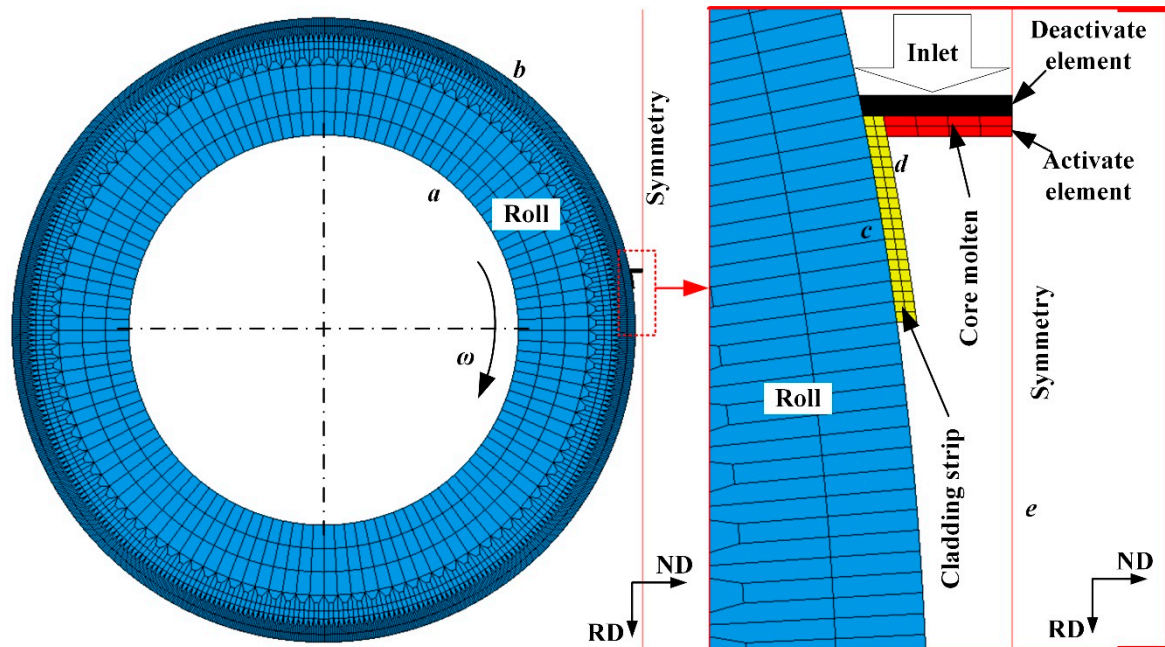 b
Symmetry
a
Roll
ω
ND
RD
Inlet
Deactivate
element
d
Activate
element
c
Core molten
Symmetry
Roll
Cladding strip
e
ND
RD